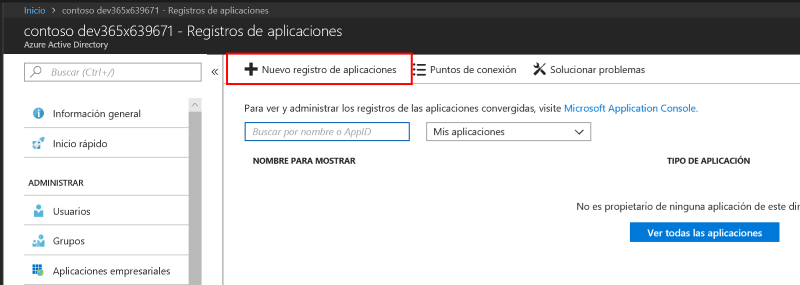 Inicio > contoso dev365x639671 - Registros de aplicaciones
contoso dev365x639671 - Registros de aplicaciones
Azure Active Directory
Buscar (Ctrl+/)
Información general
Inicio rápido
ADMINISTRAR
Usuarios
Grupos
Aplicaciones empresariales
Nuevo registro de aplicaciones Puntos de conexión Solucionar problemas
Para ver y administrar los registros de las aplicaciones convergidas, visite Microsoft Application Console.
Buscar por nombre o AppID Mis aplicaciones
NOMBRE PARA MOSTRAR TIPO DE APLICACIÓN
No es propietario de ninguna aplicación de este dir
Ver todas las aplicaciones